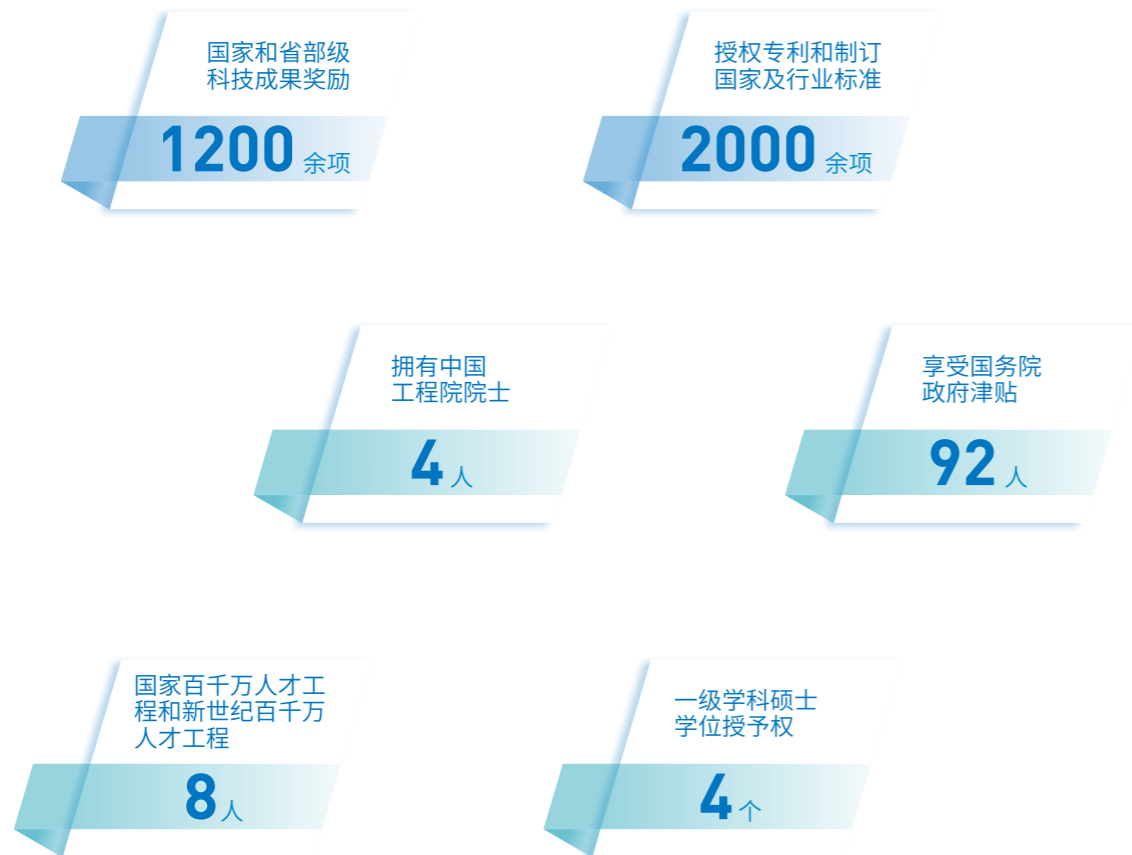 国家和省部级
科技成果奖励
1200 余项
授权专利和制订
国家及行业标准
2000 余项
拥有中国
工程院院士
4 人
享受国务院
政府津贴
92 人
国家百千万人才工
程和新世纪百千万
人才工程
8 人
一级学科硕士
学位授予权
4 个